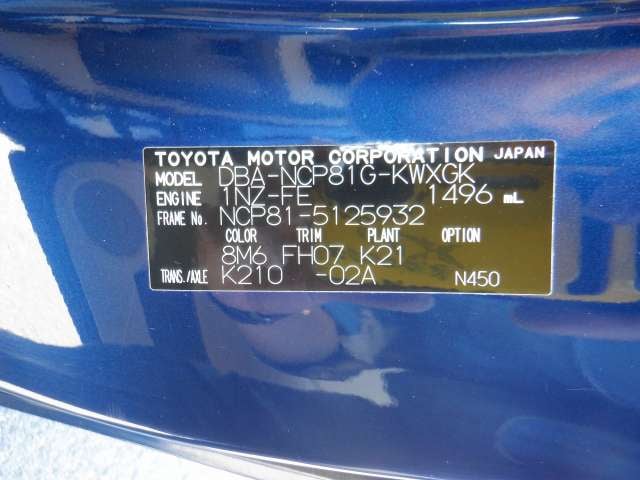 TOYOTA MOTOR CORPORATION JAPAN
MODEL DBA-NCP81G-KWXGK
ENGINE 1NZ-FE 1496 mL
FRAME No. NCP81-5125932
COLOR TRIM PLANT OPTION
8M6 FH07 K21
TRANS./AXLE K210 -02A N450